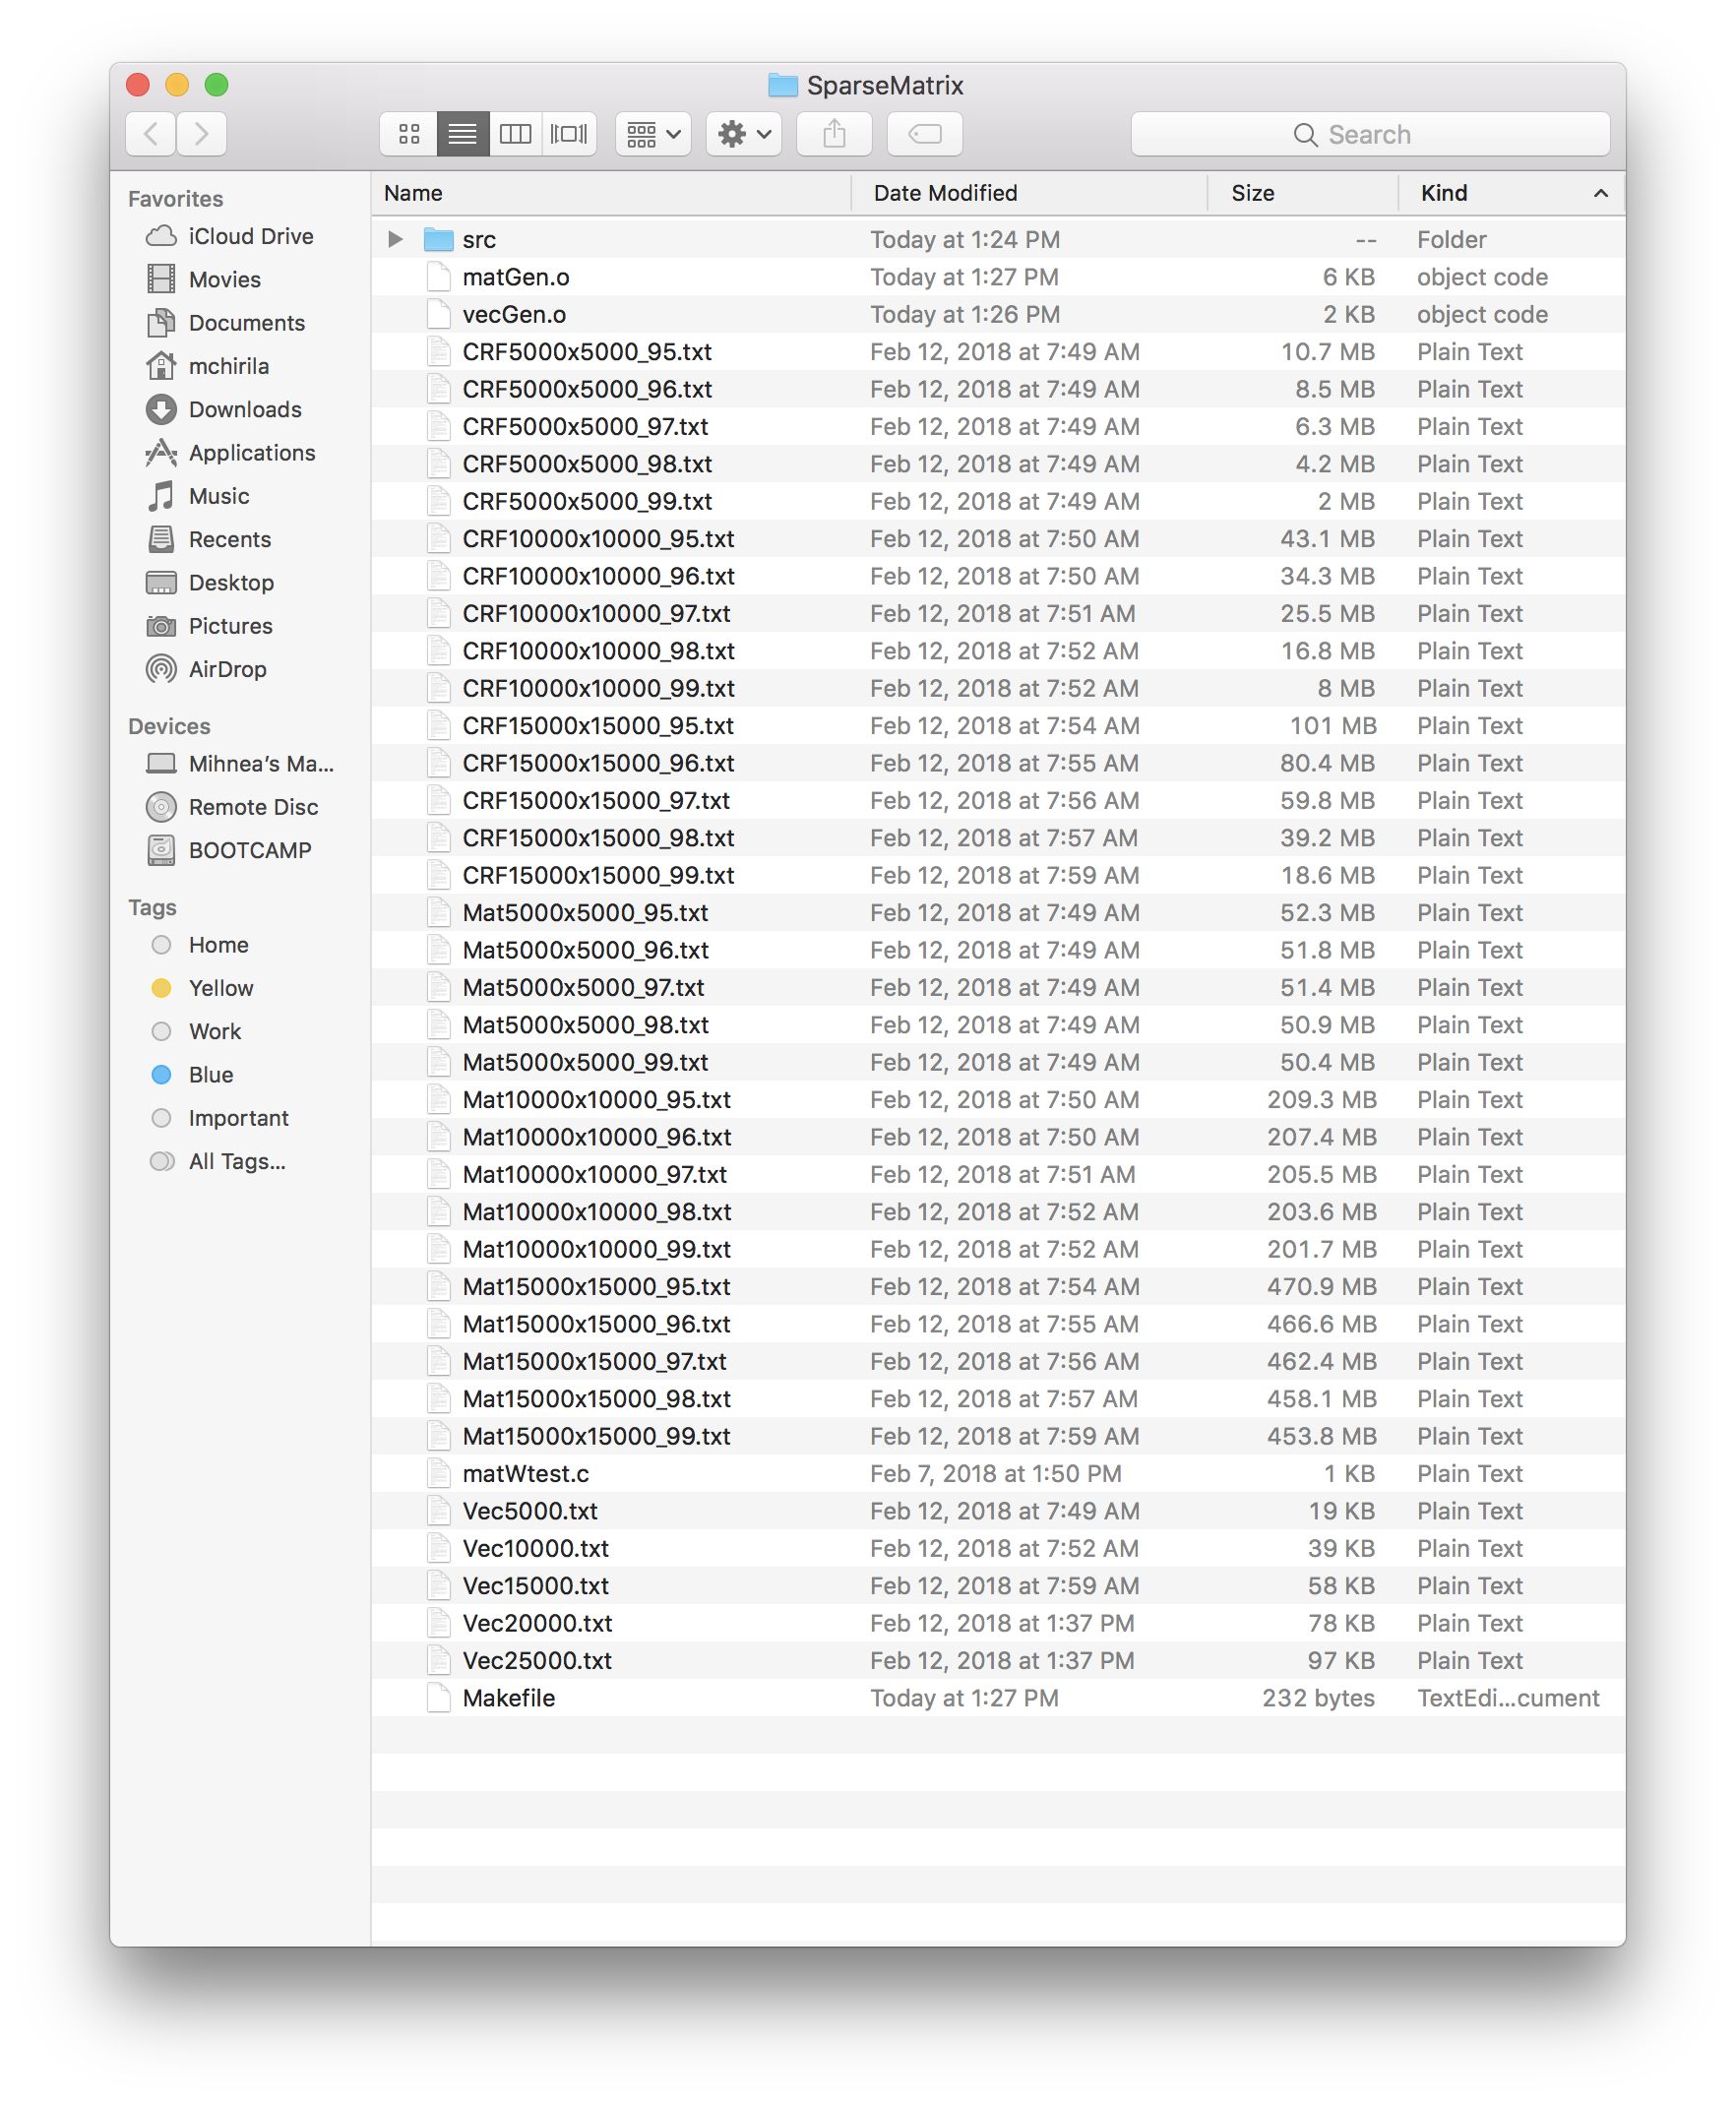 SparseMatrix
Search
Favorites
iCloud Drive
Movies
Documents
mchirila
Downloads
Applications
Music
Recents
Desktop
Pictures
AirDrop
Devices
Mihnea’s Ma...
Remote Disc
BOOTCAMP
Tags
Home
Yellow
Work
Blue
Important
All Tags...
Name Date Modified Size Kind
src Today at 1:24 PM -- Folder
matGen.o Today at 1:27 PM 6 KB object code
vecGen.o Today at 1:26 PM 2 KB object code
CRF5000x5000_95.txt Feb 12, 2018 at 7:49 AM 10.7 MB Plain Text
CRF5000x5000_96.txt Feb 12, 2018 at 7:49 AM 8.5 MB Plain Text
CRF5000x5000_97.txt Feb 12, 2018 at 7:49 AM 6.3 MB Plain Text
CRF5000x5000_98.txt Feb 12, 2018 at 7:49 AM 4.2 MB Plain Text
CRF5000x5000_99.txt Feb 12, 2018 at 7:49 AM 2 MB Plain Text
CRF10000x10000_95.txt Feb 12, 2018 at 7:50 AM 43.1 MB Plain Text
CRF10000x10000_96.txt Feb 12, 2018 at 7:50 AM 34.3 MB Plain Text
CRF10000x10000_97.txt Feb 12, 2018 at 7:51 AM 25.5 MB Plain Text
CRF10000x10000_98.txt Feb 12, 2018 at 7:52 AM 16.8 MB Plain Text
CRF10000x10000_99.txt Feb 12, 2018 at 7:52 AM 8 MB Plain Text
CRF15000x15000_95.txt Feb 12, 2018 at 7:54 AM 101 MB Plain Text
CRF15000x15000_96.txt Feb 12, 2018 at 7:55 AM 80.4 MB Plain Text
CRF15000x15000_97.txt Feb 12, 2018 at 7:56 AM 59.8 MB Plain Text
CRF15000x15000_98.txt Feb 12, 2018 at 7:57 AM 39.2 MB Plain Text
CRF15000x15000_99.txt Feb 12, 2018 at 7:59 AM 18.6 MB Plain Text
Mat5000x5000_95.txt Feb 12, 2018 at 7:49 AM 52.3 MB Plain Text
Mat5000x5000_96.txt Feb 12, 2018 at 7:49 AM 51.8 MB Plain Text
Mat5000x5000_97.txt Feb 12, 2018 at 7:49 AM 51.4 MB Plain Text
Mat5000x5000_98.txt Feb 12, 2018 at 7:49 AM 50.9 MB Plain Text
Mat5000x5000_99.txt Feb 12, 2018 at 7:49 AM 50.4 MB Plain Text
Mat10000x10000_95.txt Feb 12, 2018 at 7:50 AM 209.3 MB Plain Text
Mat10000x10000_96.txt Feb 12, 2018 at 7:50 AM 207.4 MB Plain Text
Mat10000x10000_97.txt Feb 12, 2018 at 7:51 AM 205.5 MB Plain Text
Mat10000x10000_98.txt Feb 12, 2018 at 7:52 AM 203.6 MB Plain Text
Mat10000x10000_99.txt Feb 12, 2018 at 7:52 AM 201.7 MB Plain Text
Mat15000x15000_95.txt Feb 12, 2018 at 7:54 AM 470.9 MB Plain Text
Mat15000x15000_96.txt Feb 12, 2018 at 7:55 AM 466.6 MB Plain Text
Mat15000x15000_97.txt Feb 12, 2018 at 7:56 AM 462.4 MB Plain Text
Mat15000x15000_98.txt Feb 12, 2018 at 7:57 AM 458.1 MB Plain Text
Mat15000x15000_99.txt Feb 12, 2018 at 7:59 AM 453.8 MB Plain Text
matWtest.c Feb 7, 2018 at 1:50 PM 1 KB Plain Text
Vec5000.txt Feb 12, 2018 at 7:49 AM 19 KB Plain Text
Vec10000.txt Feb 12, 2018 at 7:52 AM 39 KB Plain Text
Vec15000.txt Feb 12, 2018 at 7:59 AM 58 KB Plain Text
Vec20000.txt Feb 12, 2018 at 1:37 PM 78 KB Plain Text
Vec25000.txt Feb 12, 2018 at 1:37 PM 97 KB Plain Text
Makefile Today at 1:27 PM 232 bytes TextEdi...cument